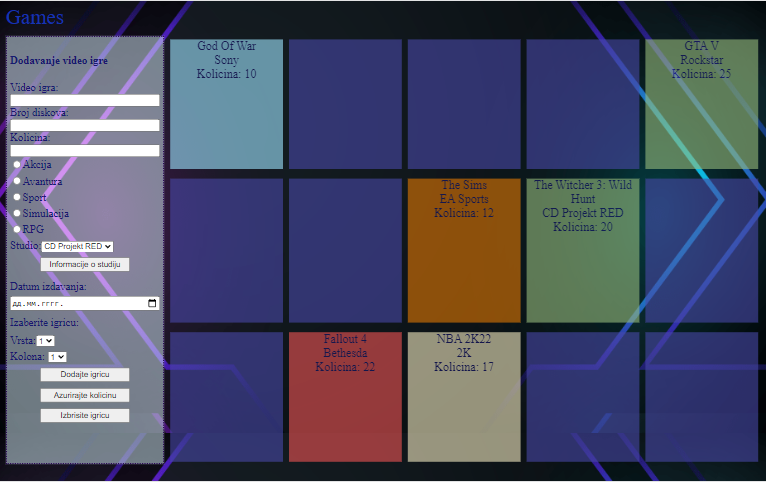 Games
Dodavanje video igre
Video igra:
Broj diskova:
Kolicina:
Akcija
Avantura
Sport
Simulacija
RPG
Studio: CD Projekt RED
Informacije o studiju
Datum izdavanja:
дд.мм.гггг.
Izaberite igricu:
Vrsta: 1
Kolona: 1
Dodajte igricu
Azurirajte kolicinu
Izbrisite igricu
God Of War
Sony
Kolicina: 10
GTA V
Rockstar
Kolicina: 25
The Sims
EA Sports
Kolicina: 12
The Witcher 3: Wild
Hunt
CD Projekt RED
Kolicina: 20
Fallout 4
Bethesda
Kolicina: 22
NBA 2K22
2K
Kolicina: 17